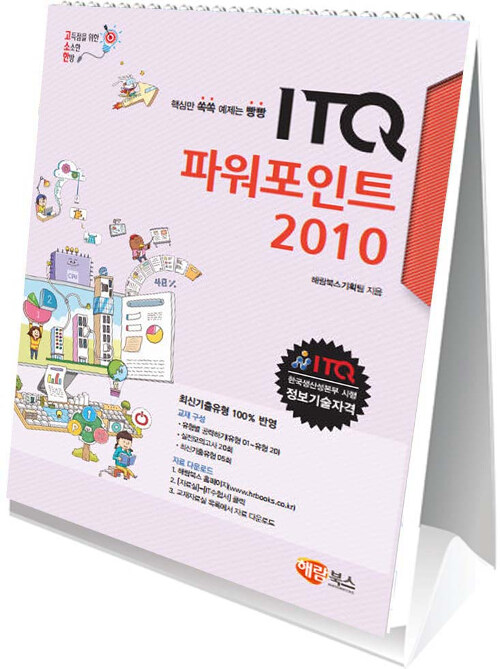 고득점을 위한
소소한
한방
핵심만 쏙쏙 예제는 빵빵
ITQ
파워포인트
2010
해람북스기획팀 지음
48%
ITQ
한국생산성본부 시행
정보기술자격
최신기출유형 100% 반영
교재 구성
• 유형별 공략하기(유형 01~유형 24)
• 실전모의고사 20회
• 최신기출유형 05회
자료 다운로드
1. 해람북스 홈페이지(www.hrbooks.co.kr)
2. [자료실]-[IT수험서] 클릭
3. 교재자료실 목록에서 자료 다운로드
해람북스